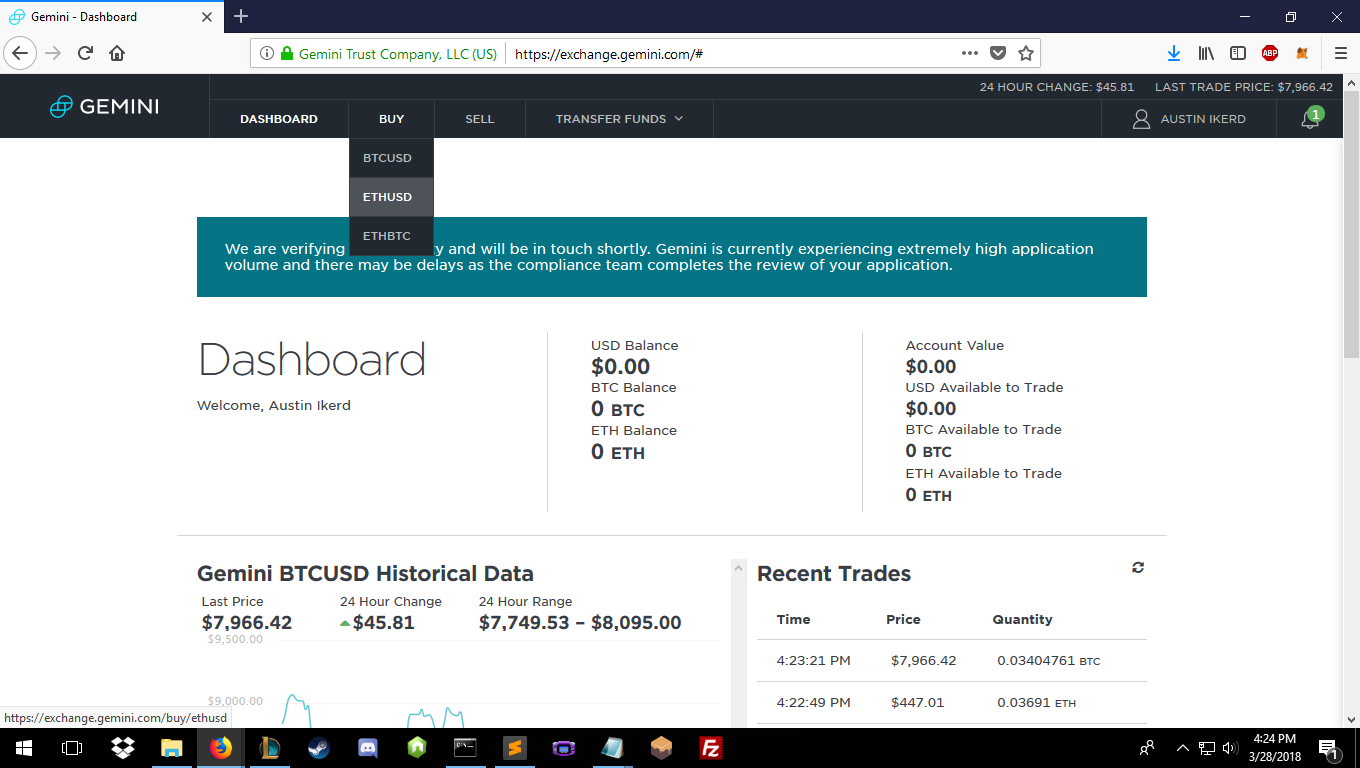 Gemini - Dashboard
Gemini Trust Company, LLC (US)
https://exchange.gemini.com/#
ABP
24 HOUR CHANGE: $45.81 LAST TRADE PRICE: $7,966.42
GEMINI
DASHBOARD BUY SELL TRANSFER FUNDS AUSTIN IKERD 1
BTCUSD
ETHUSD
ETHBTC
We are verifying y and will be in touch shortly. Gemini is currently experiencing extremely high application
volume and there may be delays as the compliance team completes the review of your application.
Dashboard
Welcome, Austin Ikerd
USD Balance
$0.00
BTC Balance
0 BTC
ETH Balance
0 ETH
Account Value
$0.00
USD Available to Trade
$0.00
BTC Available to Trade
0 BTC
ETH Available to Trade
0 ETH
Gemini BTCUSD Historical Data
Last Price 24 Hour Change 24 Hour Range
$7,966.42 $45.81 $7,749.53 – $8,095.00
$9,500.00
$9,000.00
Recent Trades
Time Price Quantity
4:23:21 PM $7,966.42 0.03404761 BTC
4:22:49 PM $447.01 0.03691 ETH
https://exchange.gemini.com/buy/ethusd
Fz
4:24 PM
3/28/2018
1